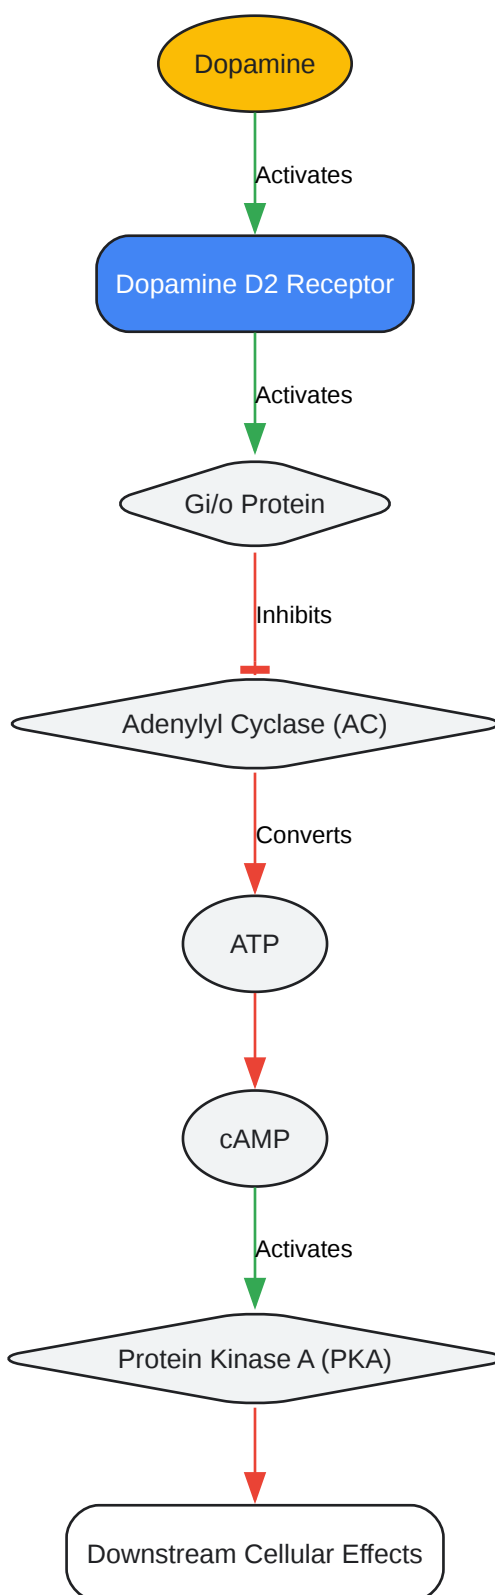 Dopamine
Activates
Dopamine D2 Receptor
Activates
Gi/o Protein
Inhibits
Adenylyl Cyclase (AC)
Converts
ATP
cAMP
Activates
Protein Kinase A (PKA)
Downstream Cellular Effects